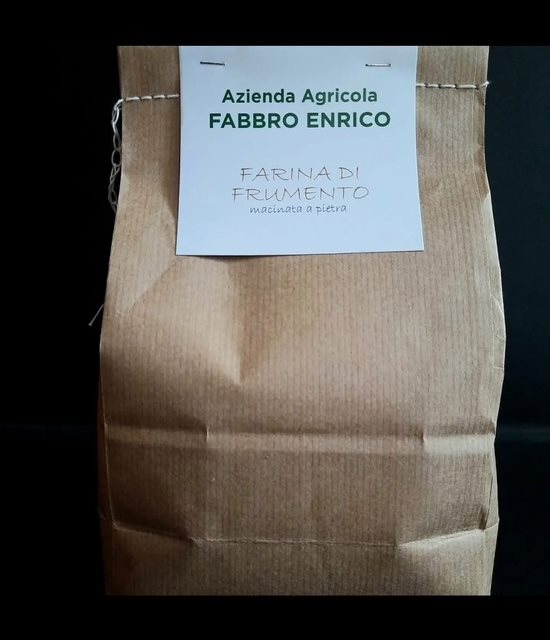 Azienda Agricola
FABBRO ENRICO
FARINA DI
FRUMENTO
macinata a pietra